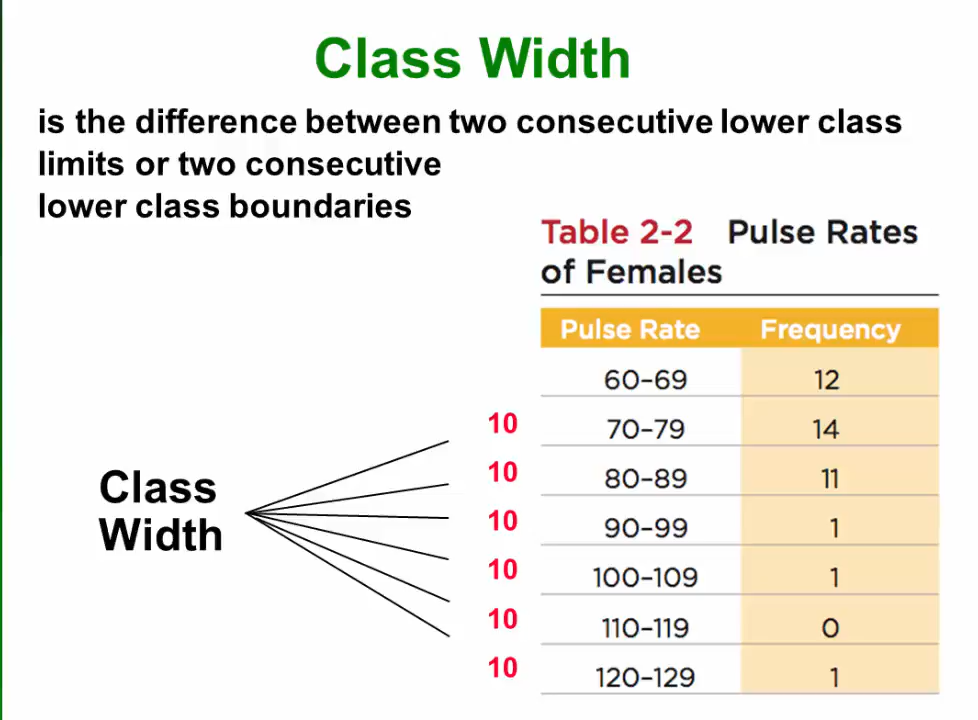 Class Width
is the difference between two consecutive lower class
limits or two consecutive
lower class boundaries
Table 2-2 Pulse Rates
of Females
Pulse Rate Frequency
60–69 12
10
70–79 14
10
80–89 11
10
90–99 1
10
100–109 1
10
110–119 0
10
120–129 1
Class
Width